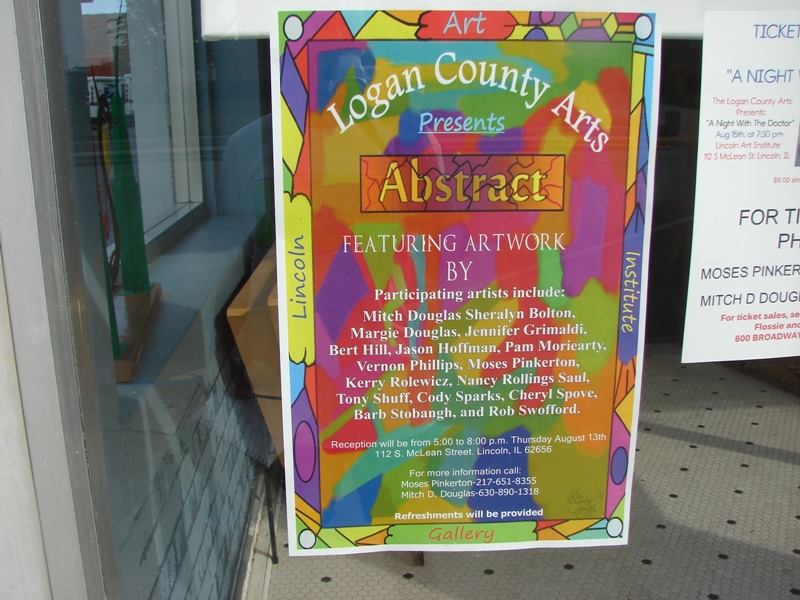 Art
Logan County Arts
Presents
Abstract
FEATURING ARTWORK
BY
Participating artists include:
Mitch Douglas Sheralyn Bolton,
Margie Douglas, Jennifer Grimaldi,
Bert Hill, Jason Hoffman, Pam Moriearty,
Vernon Phillips, Moses Pinkerton,
Kerry Rolewicz, Nancy Rollings Saul,
Tony Shuff, Cody Sparks, Cheryl Spove,
Barb Stobangh, and Rob Swofford.
Reception will be from 5:00 to 8:00 p.m. Thursday August 13th
112 S. McLean Street. Lincoln, IL 62656
For more information call:
Moses Pinkerton-217-651-8355
Mitch D. Douglas-630-890-1318
Refreshments will be provided
Gallery
Lincoln
Institute
TICKET
"A NIGHT
The Logan County Arts
Presents:
"A Night With The Doctor"
Aug 15th, at 7:30 pm
Lincoln Art Institute
112 S McLean St. Lincoln, IL
$6.00
FOR
MOSES PINKER
MITCH D DOUGL
For ticket sales,
Flossie and
600 BROADWAY